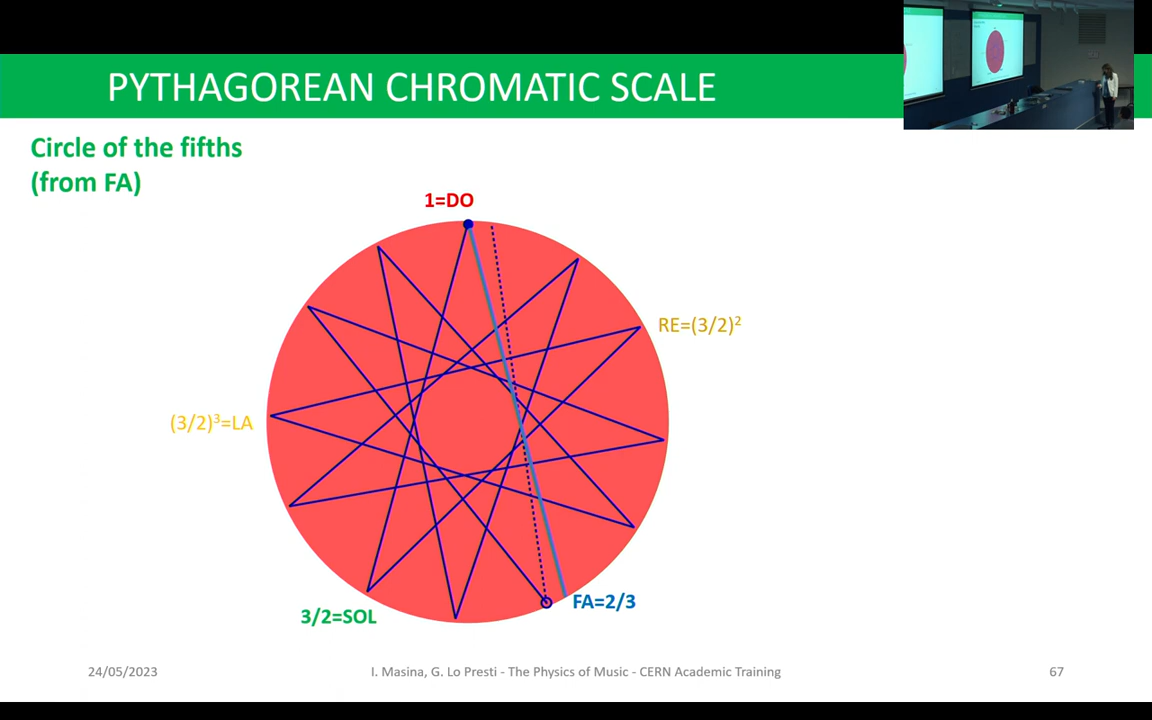 PYTHAGOREAN CHROMATIC SCALE
Circle of the fifths
(from FA)
1=DO
RE=(3/2)²
(3/2)³=LA
FA=2/3
3/2=SOL
24/05/2023
I. Masina, G. Lo Presti - The Physics of Music - CERN Academic Training
67